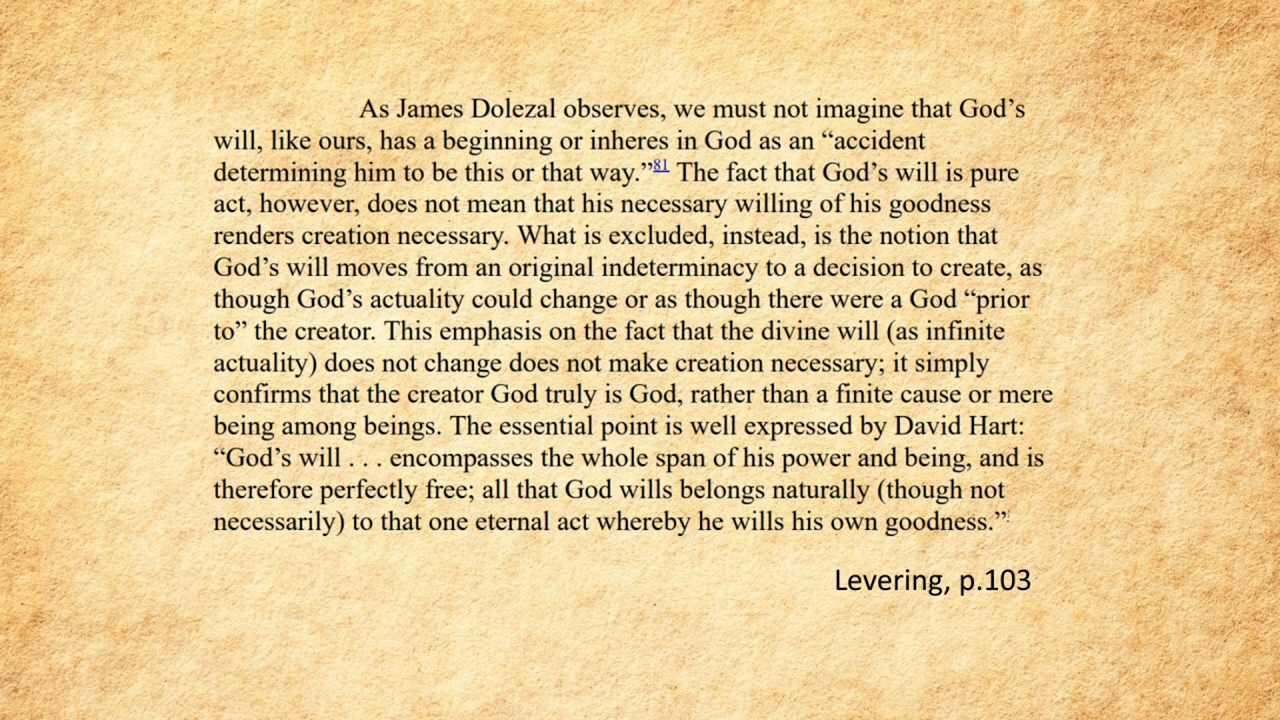 As James Dolezal observes, we must not imagine that God’s
will, like ours, has a beginning or inheres in God as an “accident
determining him to be this or that way.”81 The fact that God’s will is pure
act, however, does not mean that his necessary willing of his goodness
renders creation necessary. What is excluded, instead, is the notion that
God’s will moves from an original indeterminacy to a decision to create, as
though God’s actuality could change or as though there were a God “prior
to” the creator. This emphasis on the fact that the divine will (as infinite
actuality) does not change does not make creation necessary; it simply
confirms that the creator God truly is God, rather than a finite cause or mere
being among beings. The essential point is well expressed by David Hart:
“God’s will . . . encompasses the whole span of his power and being, and is
therefore perfectly free; all that God wills belongs naturally (though not
necessarily) to that one eternal act whereby he wills his own goodness.”
Levering, p.103